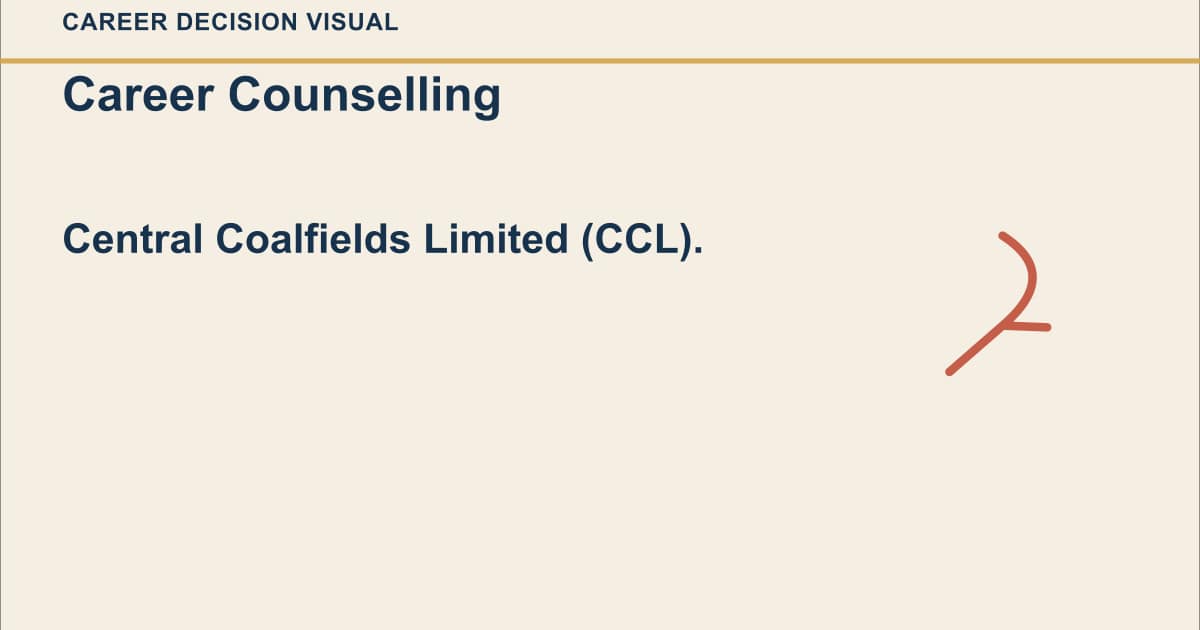 CAREER DECISION VISUAL
Career Counselling
Central Coalfields Limited (CCL).